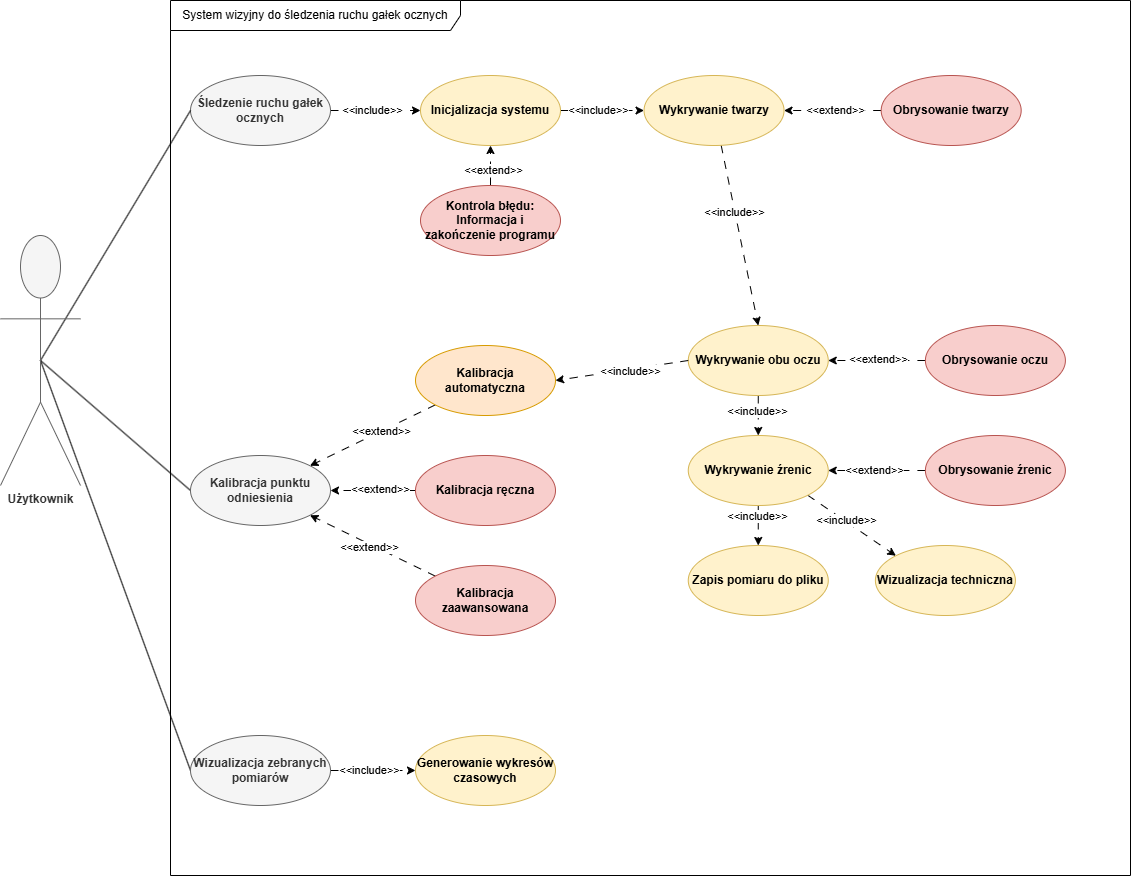 System wizyjny do śledzenia ruchu gałek ocznych
Śledzenie ruchu gałek
ocznych
<<include>>
Inicjalizacja systemu
<<include>>
Wykrywanie twarzy
<<extend>>
Obrysowanie twarzy
<<extend>>
Kontrola błędu:
Informacja i
zakończenie programu
<<include>>
Wykrywanie obu oczu
<<extend>>
Obrysowanie oczu
<<include>>
Kalibracja
automatyczna
<<include>>
<<extend>>
Wykrywanie źrenic
<<extend>>
Obrysowanie źrenic
Użytkownik
Kalibracja punktu
odniesienia
<<extend>>
Kalibracja ręczna
<<include>>
<<include>>
<<extend>>
Zapis pomiaru do pliku
Wizualizacja techniczna
Kalibracja
zaawansowana
Wizualizacja zebranych
pomiarów
<<include>>
Generowanie wykresów
czasowych